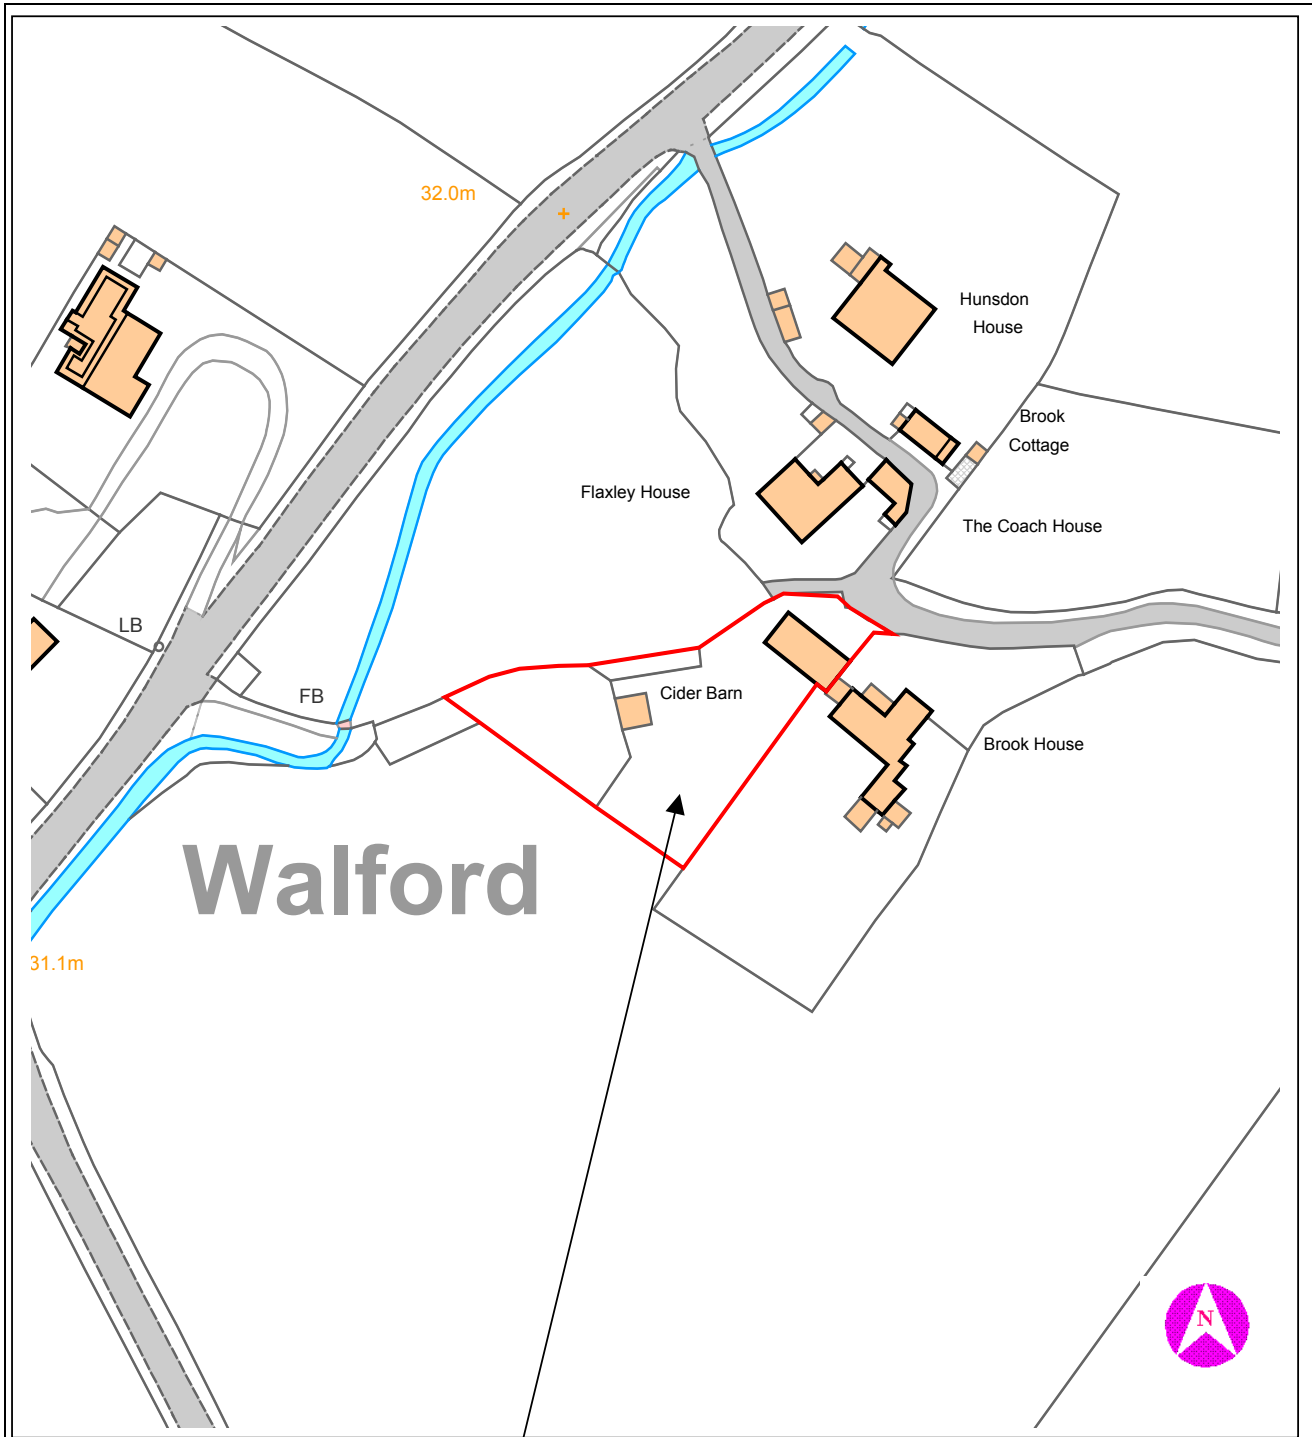 32.0m
Hunsdon
House
Brook
Cottage
Flaxley House
The Coach House
LB
FB
Cider Barn
Brook House
Walford
31.1m
N